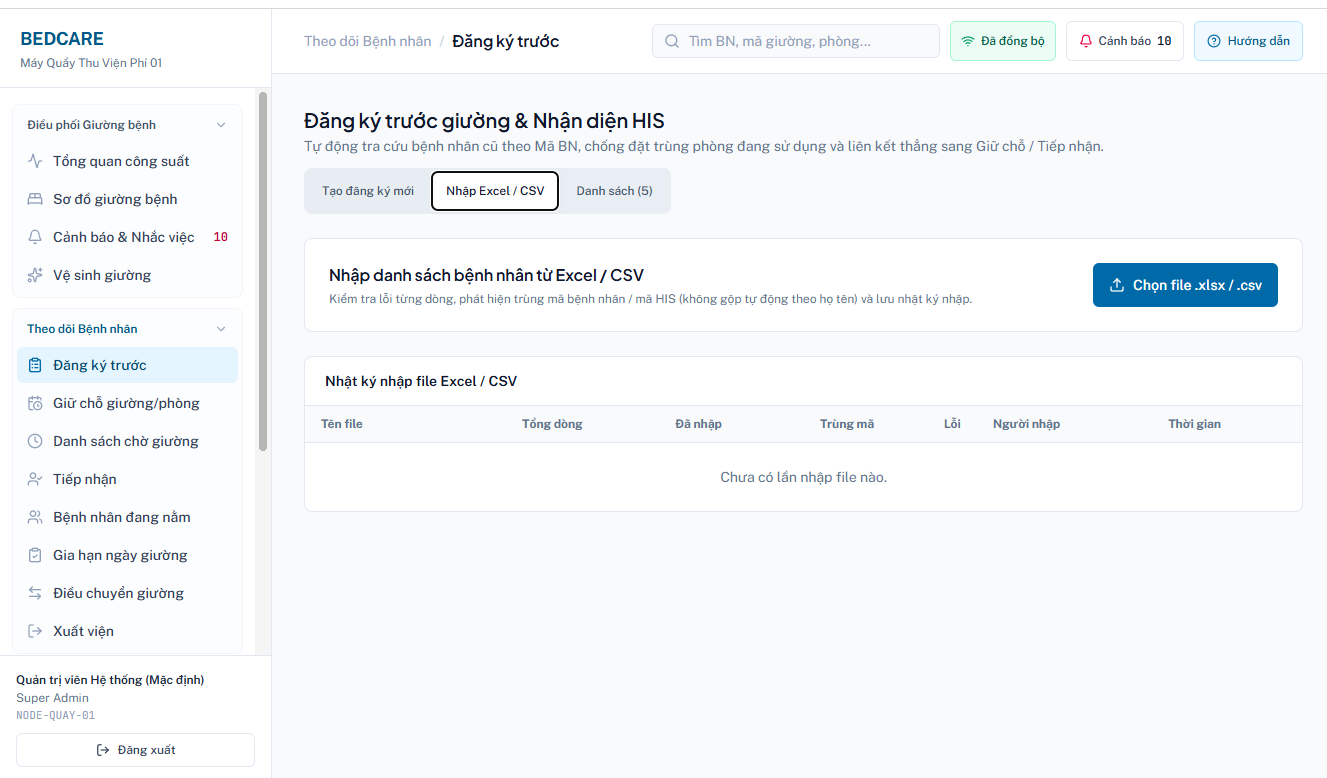 BEDCARE
Máy Quầy Thu Viện Phí 01
Theo dõi Bệnh nhân / Đăng ký trước
Tìm BN, mã giường, phòng...
Đã đồng bộ
Cảnh báo 10
Hướng dẫn
Điều phối Giường bệnh
Tổng quan công suất
Sơ đồ giường bệnh
Cảnh báo & Nhắc việc 10
Vệ sinh giường
Theo dõi Bệnh nhân
Đăng ký trước
Giữ chỗ giường/phòng
Danh sách chờ giường
Tiếp nhận
Bệnh nhân đang nằm
Gia hạn ngày giường
Điều chuyển giường
Xuất viện
Quản trị viên Hệ thống (Mặc định)
Super Admin
NODE-QUAY-01
Đăng xuất
Đăng ký trước giường & Nhận diện HIS
Tự động tra cứu bệnh nhân cũ theo Mã BN, chống đặt trùng phòng đang sử dụng và liên kết thẳng sang Giữ chỗ / Tiếp nhận.
Tạo đăng ký mới
Nhập Excel / CSV
Danh sách (5)
Nhập danh sách bệnh nhân từ Excel / CSV
Kiểm tra lỗi từng dòng, phát hiện trùng mã bệnh nhân / mã HIS (không gộp tự động theo họ tên) và lưu nhật ký nhập.
Chọn file .xlsx / .csv
Nhật ký nhập file Excel / CSV
Tên file Tổng dòng Đã nhập Trùng mã Lỗi Người nhập Thời gian
Chưa có lần nhập file nào.